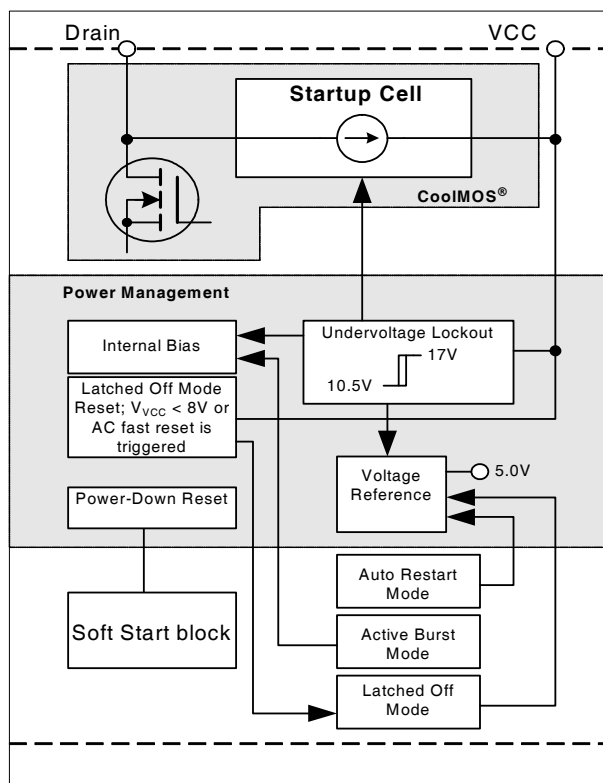 Drain
VCC
Startup Cell
CoolMOS®
Power Management
Internal Bias
Undervoltage Lockout
17V
10.5V
Latched Off Mode
Reset; VVCC < 8V or
AC fast reset is
triggered
Voltage
Reference
5.0V
Power-Down Reset
Auto Restart
Mode
Soft Start block
Active Burst
Mode
Latched Off
Mode